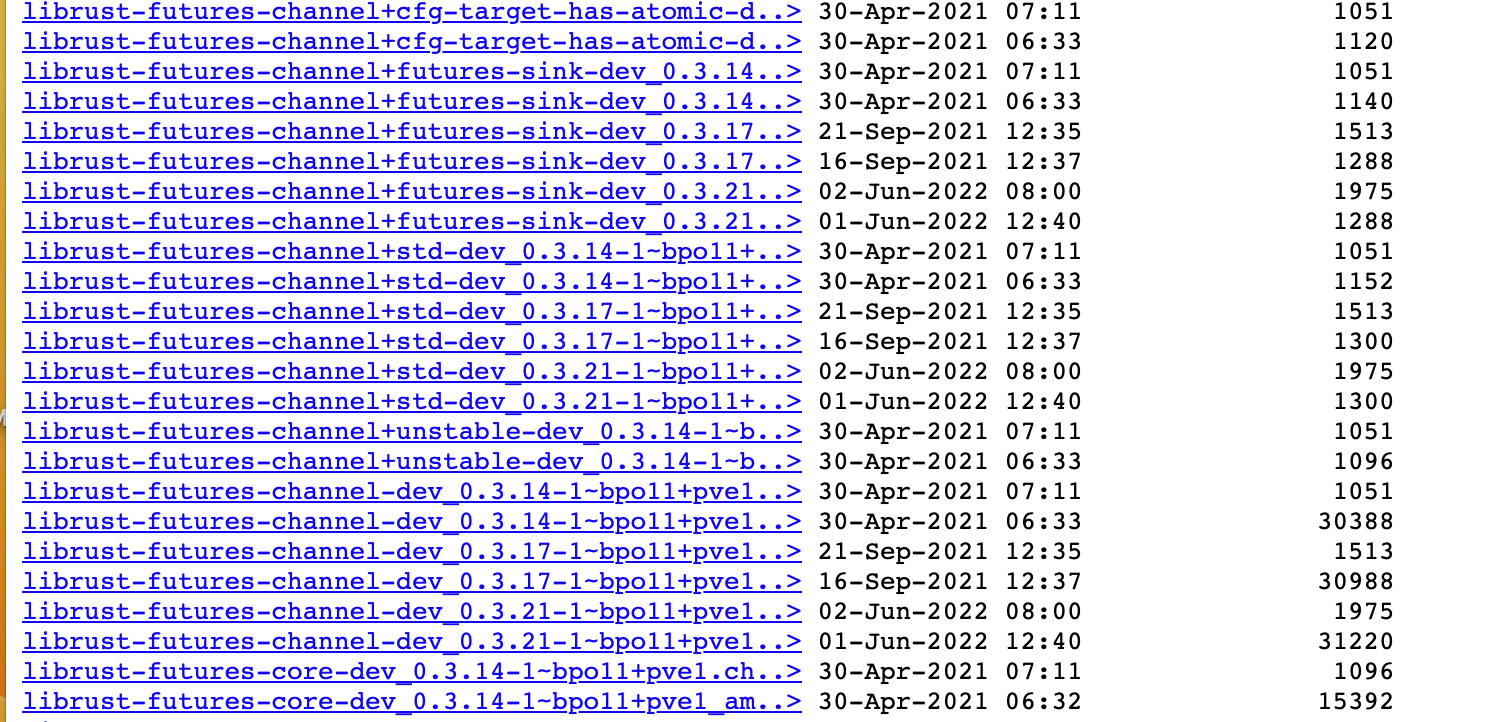 librust-futures-channel+cfg-target-has-atomic-d..> 30-Apr-2021 07:11 1051
librust-futures-channel+cfg-target-has-atomic-d..> 30-Apr-2021 06:33 1120
librust-futures-channel+futures-sink-dev_0.3.14..> 30-Apr-2021 07:11 1051
librust-futures-channel+futures-sink-dev_0.3.14..> 30-Apr-2021 06:33 1140
librust-futures-channel+futures-sink-dev_0.3.17..> 21-Sep-2021 12:35 1513
librust-futures-channel+futures-sink-dev_0.3.17..> 16-Sep-2021 12:37 1288
librust-futures-channel+futures-sink-dev_0.3.21..> 02-Jun-2022 08:00 1975
librust-futures-channel+futures-sink-dev_0.3.21..> 01-Jun-2022 12:40 1288
librust-futures-channel+std-dev_0.3.14-1~bpo11+..> 30-Apr-2021 07:11 1051
librust-futures-channel+std-dev_0.3.14-1~bpo11+..> 30-Apr-2021 06:33 1152
librust-futures-channel+std-dev_0.3.17-1~bpo11+..> 21-Sep-2021 12:35 1513
librust-futures-channel+std-dev_0.3.17-1~bpo11+..> 16-Sep-2021 12:37 1300
librust-futures-channel+std-dev_0.3.21-1~bpo11+..> 02-Jun-2022 08:00 1975
librust-futures-channel+std-dev_0.3.21-1~bpo11+..> 01-Jun-2022 12:40 1300
librust-futures-channel+unstable-dev_0.3.14-1~b..> 30-Apr-2021 07:11 1051
librust-futures-channel+unstable-dev_0.3.14-1~b..> 30-Apr-2021 06:33 1096
librust-futures-channel-dev_0.3.14-1~bpo11+pve1..> 30-Apr-2021 07:11 1051
librust-futures-channel-dev_0.3.14-1~bpo11+pve1..> 30-Apr-2021 06:33 30388
librust-futures-channel-dev_0.3.17-1~bpo11+pve1..> 21-Sep-2021 12:35 1513
librust-futures-channel-dev_0.3.17-1~bpo11+pve1..> 16-Sep-2021 12:37 30988
librust-futures-channel-dev_0.3.21-1~bpo11+pve1..> 02-Jun-2022 08:00 1975
librust-futures-channel-dev_0.3.21-1~bpo11+pve1..> 01-Jun-2022 12:40 31220
librust-futures-core-dev_0.3.14-1~bpo11+pve1.ch..> 30-Apr-2021 07:11 1096
librust-futures-core-dev_0.3.14-1~bpo11+pve1_am..> 30-Apr-2021 06:32 15392